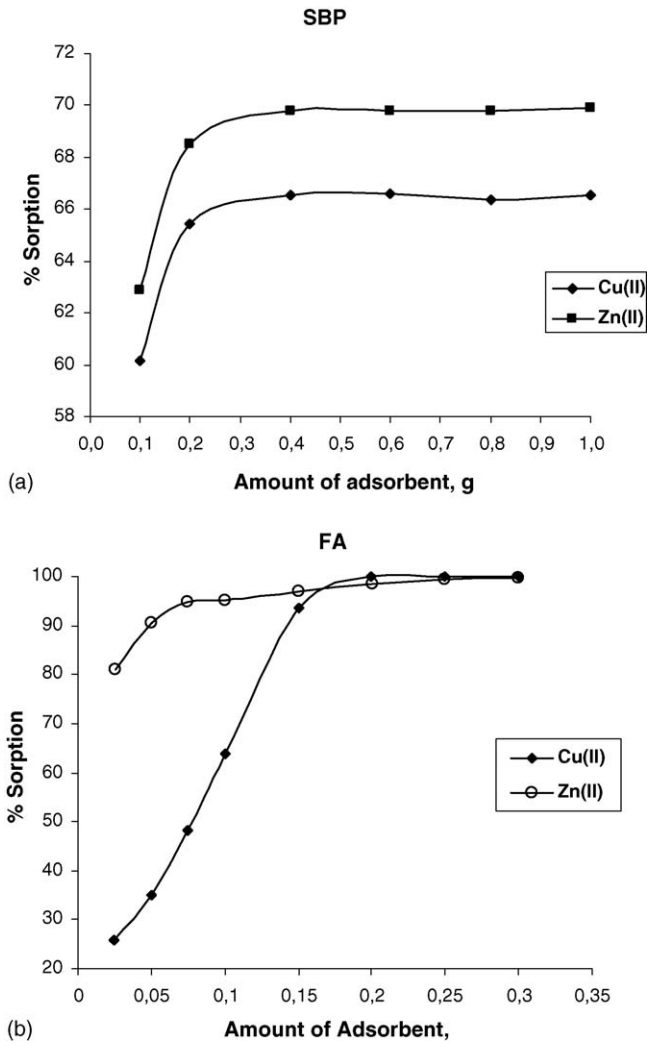 SBP
72
70
68
66
64
62
60
58
% Sorption
0,0 0,1 0,2 0,3 0,4 0,5 0,6 0,7 0,8 0,9 1,0
Cu(II)
Zn(II)
(a)
Amount of adsorbent, g
FA
100
90
80
70
60
50
40
30
20
% Sorption
0 0,05 0,1 0,15 0,2 0,25 0,3 0,35
Cu(II)
Zn(II)
(b)
Amount of Adsorbent,